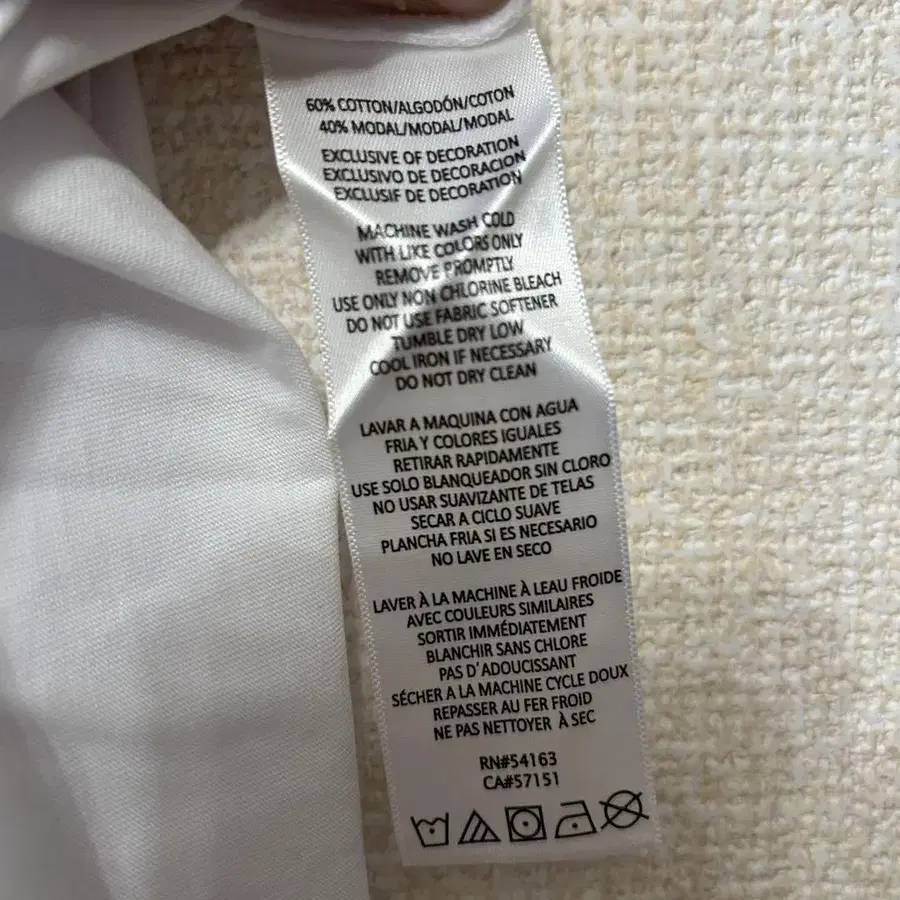 60% COTTON/ALGODÓN/COTON
40% MODAL/MODAL/MODAL
EXCLUSIVE OF DECORATION
EXCLUSIVO DE DECORACION
EXCLUSIF DE DECORATION
MACHINE WASH COLD
WITH LIKE COLORS ONLY
REMOVE PROMPTLY
USE ONLY NON CHLORINE BLEACH
DO NOT USE FABRIC SOFTENER
TUMBLE DRY LOW
COOL IRON IF NECESSARY
DO NOT DRY CLEAN
LAVAR A MAQUINA CON AGUA
FRIA Y COLORES IGUALES
RETIRAR RAPIDAMENTE
USE SOLO BLANQUEADOR SIN CLORO
NO USAR SUAVIZANTE DE TELAS
SECAR A CICLO SUAVE
PLANCHA FRIA SI ES NECESARIO
NO LAVE EN SECO
LAVER À LA MACHINE À LEAU FROIDE
AVEC COULEURS SIMILAIRES
SORTIR IMMÉDIATEMENT
BLANCHIR SANS CHLORE
PAS D'ADOUCISSANT
SÉCHER A LA MACHINE CYCLE DOUX
REPASSER AU FER FROID
NE PAS NETTOYER À SEC
RN#54163
CA#57151